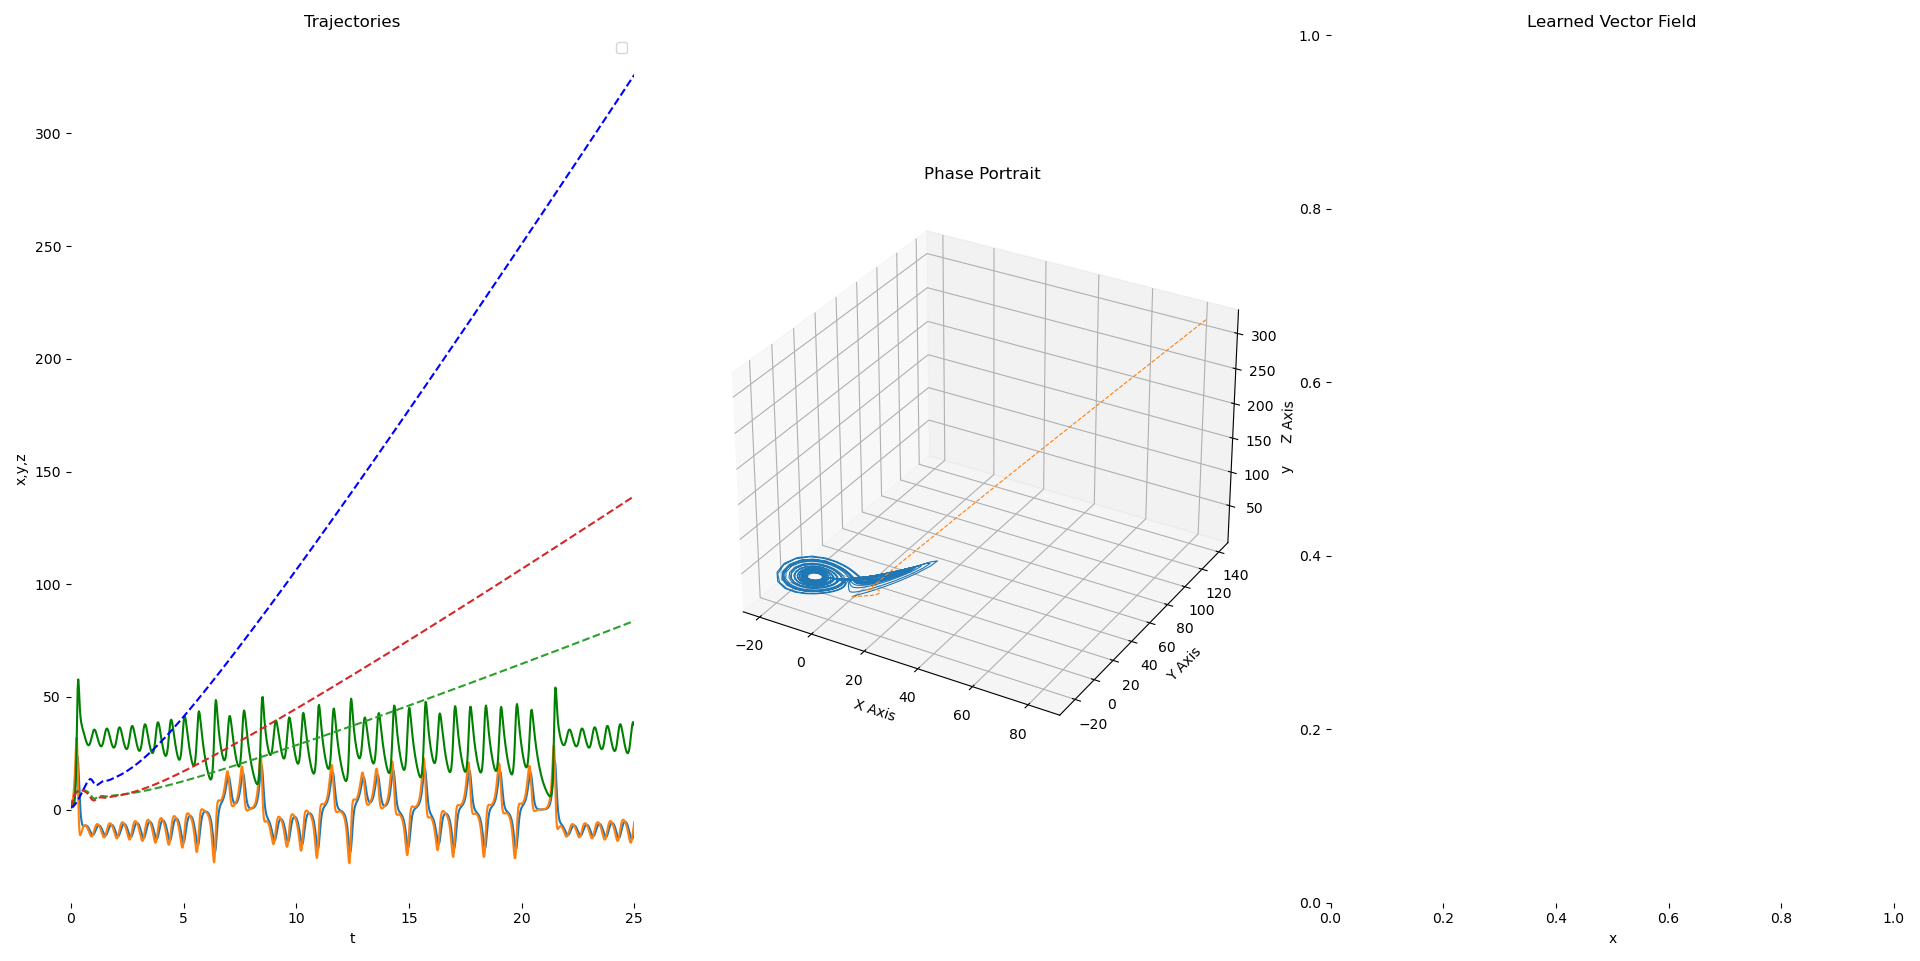 Trajectories
300
250
200
150
100
50
0
x,y,z
0 5 10 15 20 25
t
Phase Portrait
−20 0 20 40 60 80
X Axis
−20 0 20 40 60 80 100 120 140
Y Axis
50 100 150 200 250 300
Z Axis
y
Learned Vector Field
1.0
0.8
0.6
0.4
0.2
0.0
0.0 0.2 0.4 0.6 0.8 1.0
x